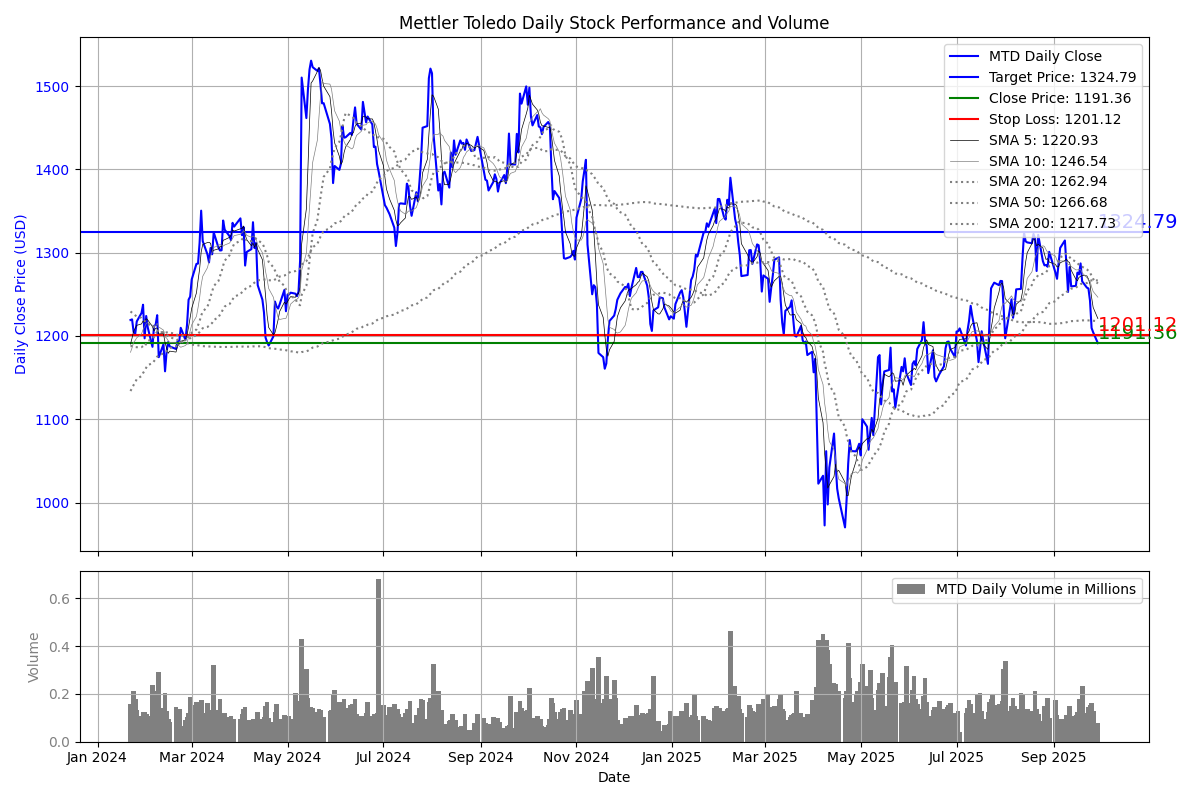 Mettler Toledo Daily Stock Performance and Volume
Daily Close Price (USD)
1500
1400
1300
1200
1100
1000
MTD Daily Close
Target Price: 1324.79
Close Price: 1191.36
Stop Loss: 1201.12
SMA 5: 1220.93
SMA 10: 1246.54
SMA 20: 1262.94
SMA 50: 1266.68
SMA 200: 1217.73
1324.79
1201.12
1191.36
Volume
0.6
0.4
0.2
0.0
MTD Daily Volume in Millions
Jan 2024 Mar 2024 May 2024 Jul 2024 Sep 2024 Nov 2024 Jan 2025 Mar 2025 May 2025 Jul 2025 Sep 2025
Date